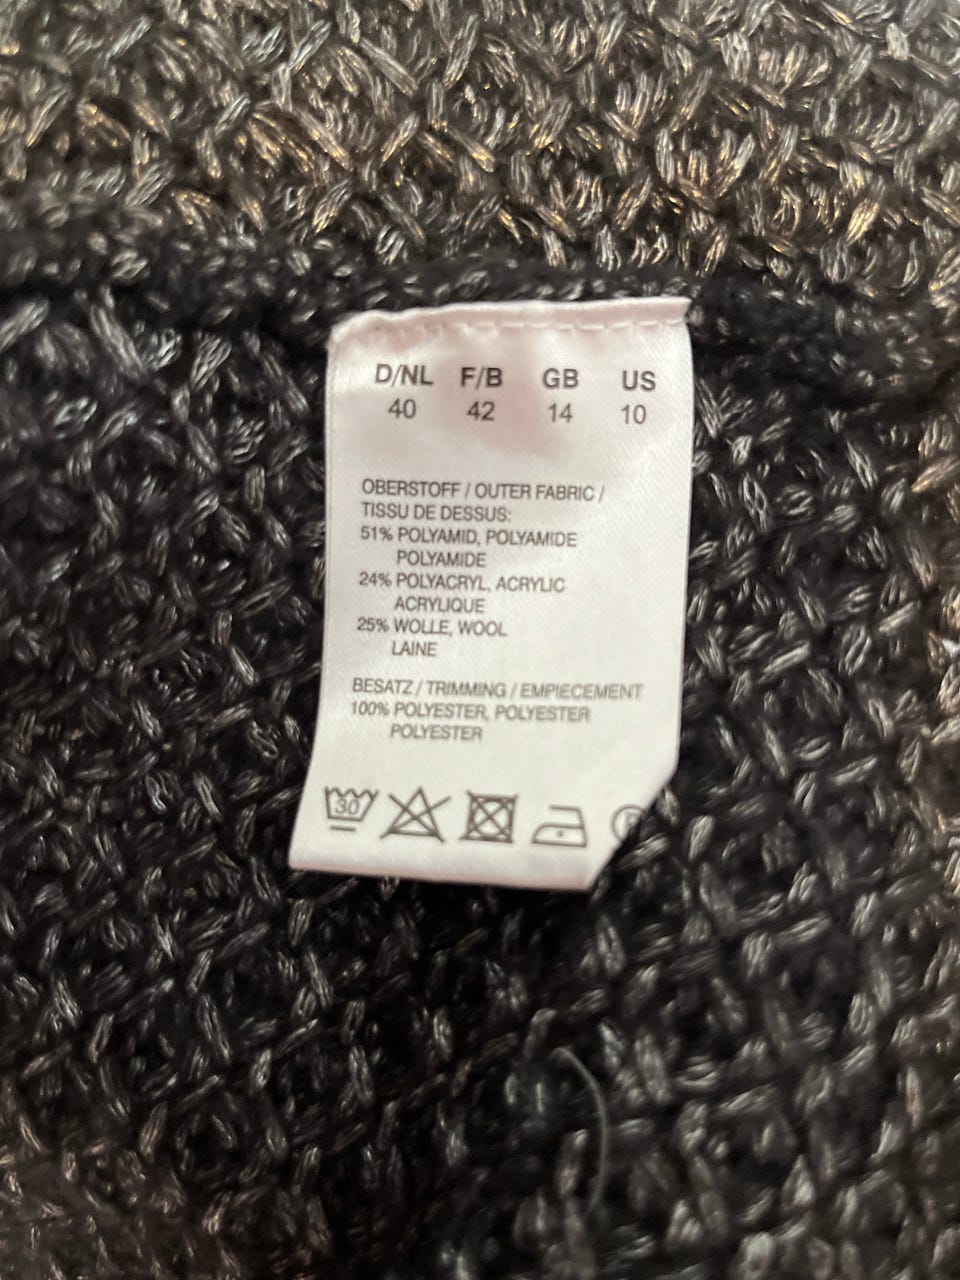 D/NL F/B GB US
40 42 14 10
OBERSTOFF / OUTER FABRIC /
TISSU DE DESSUS:
51% POLYAMID, POLYAMIDE
POLYAMIDE
24% POLYACRYL, ACRYLIC
ACRYLIQUE
25% WOLLE, WOOL
LAINE
BESATZ / TRIMMING / EMPIECEMENT
100% POLYESTER, POLYESTER
POLYESTER
30